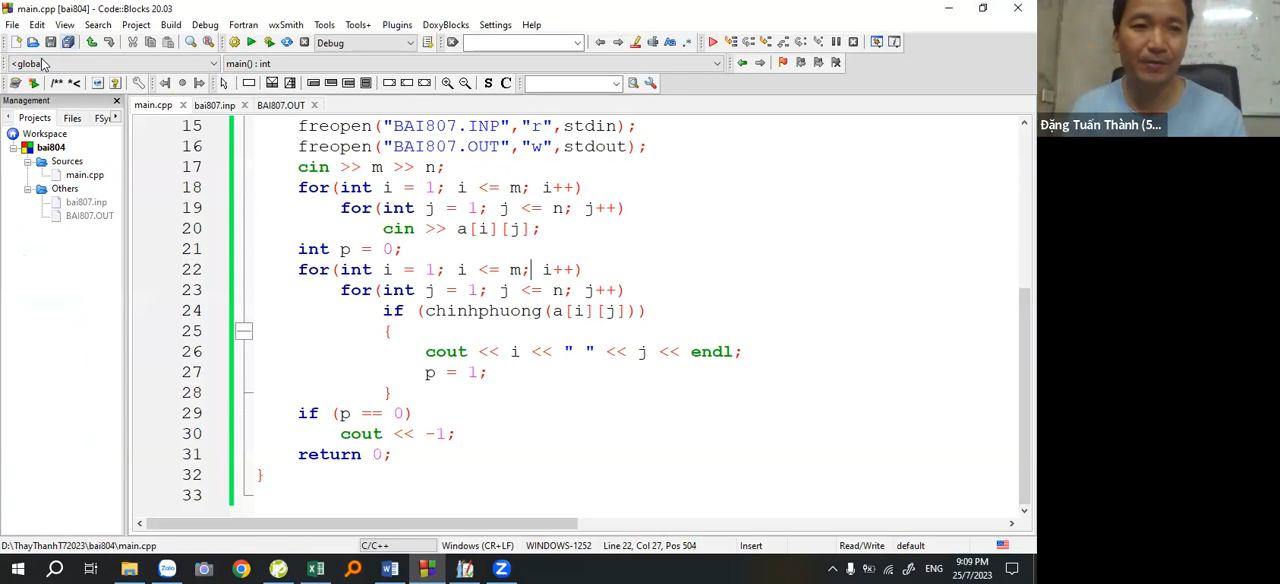 main.cpp [bai804] - Code::Blocks 20.03
File Edit View Search Project Build Debug Fortran wxSmith Tools Tools+ Plugins DoxyBlocks Settings Help
Debug
<global main() : int
/** *< S C
Management
Projects Files FSy
main.cpp bai807.inp BAI807.OUT
Workspace
bai804
Sources
main.cpp
Others
bai807.inp
BAI807.OUT
15 freopen("BAI807.INP","r",stdin);
16 freopen("BAI807.OUT","w",stdout);
17 cin >> m >> n;
18 for(int i = 1; i <= m; i++)
19 for(int j = 1; j <= n; j++)
20 cin >> a[i][j];
21 int p = 0;
22 for(int i = 1; i <= m; i++)
23 for(int j = 1; j <= n; j++)
24 if (chinhphuong(a[i][j]))
25 {
26 cout << i << " " << j << endl;
27 p = 1;
28 }
29 if (p == 0)
30 cout << -1;
31 return 0;
32 }
33
Đặng Tuấn Thành (5...
D:\ThayThanhT72023\bai804\main.cpp C/C++ Windows (CR+LF) WINDOWS-1252 Line 22, Col 27, Pos 504 Insert Read/Write default
Zalo ENG 9:09 PM
25/7/2023